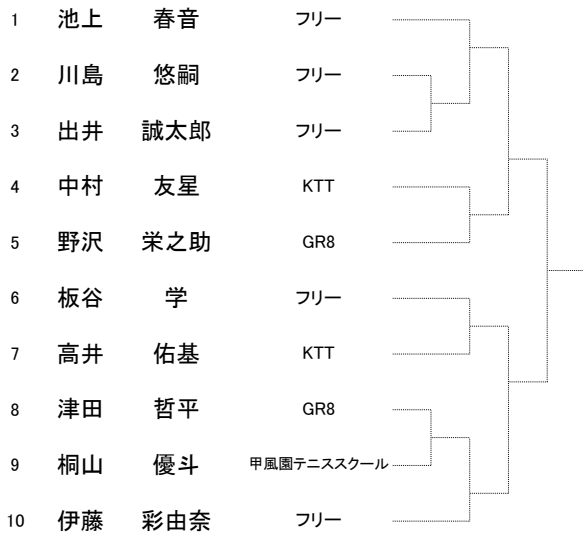 1 池上 春音 フリー
2 川島 悠嗣 フリー
3 出井 誠太郎 フリー
4 中村 友星 KTT
5 野沢 栄之助 GR8
6 板谷 学 フリー
7 高井 佑基 KTT
8 津田 哲平 GR8
9 桐山 優斗 甲風園テニススクール
10 伊藤 彩由奈 フリー